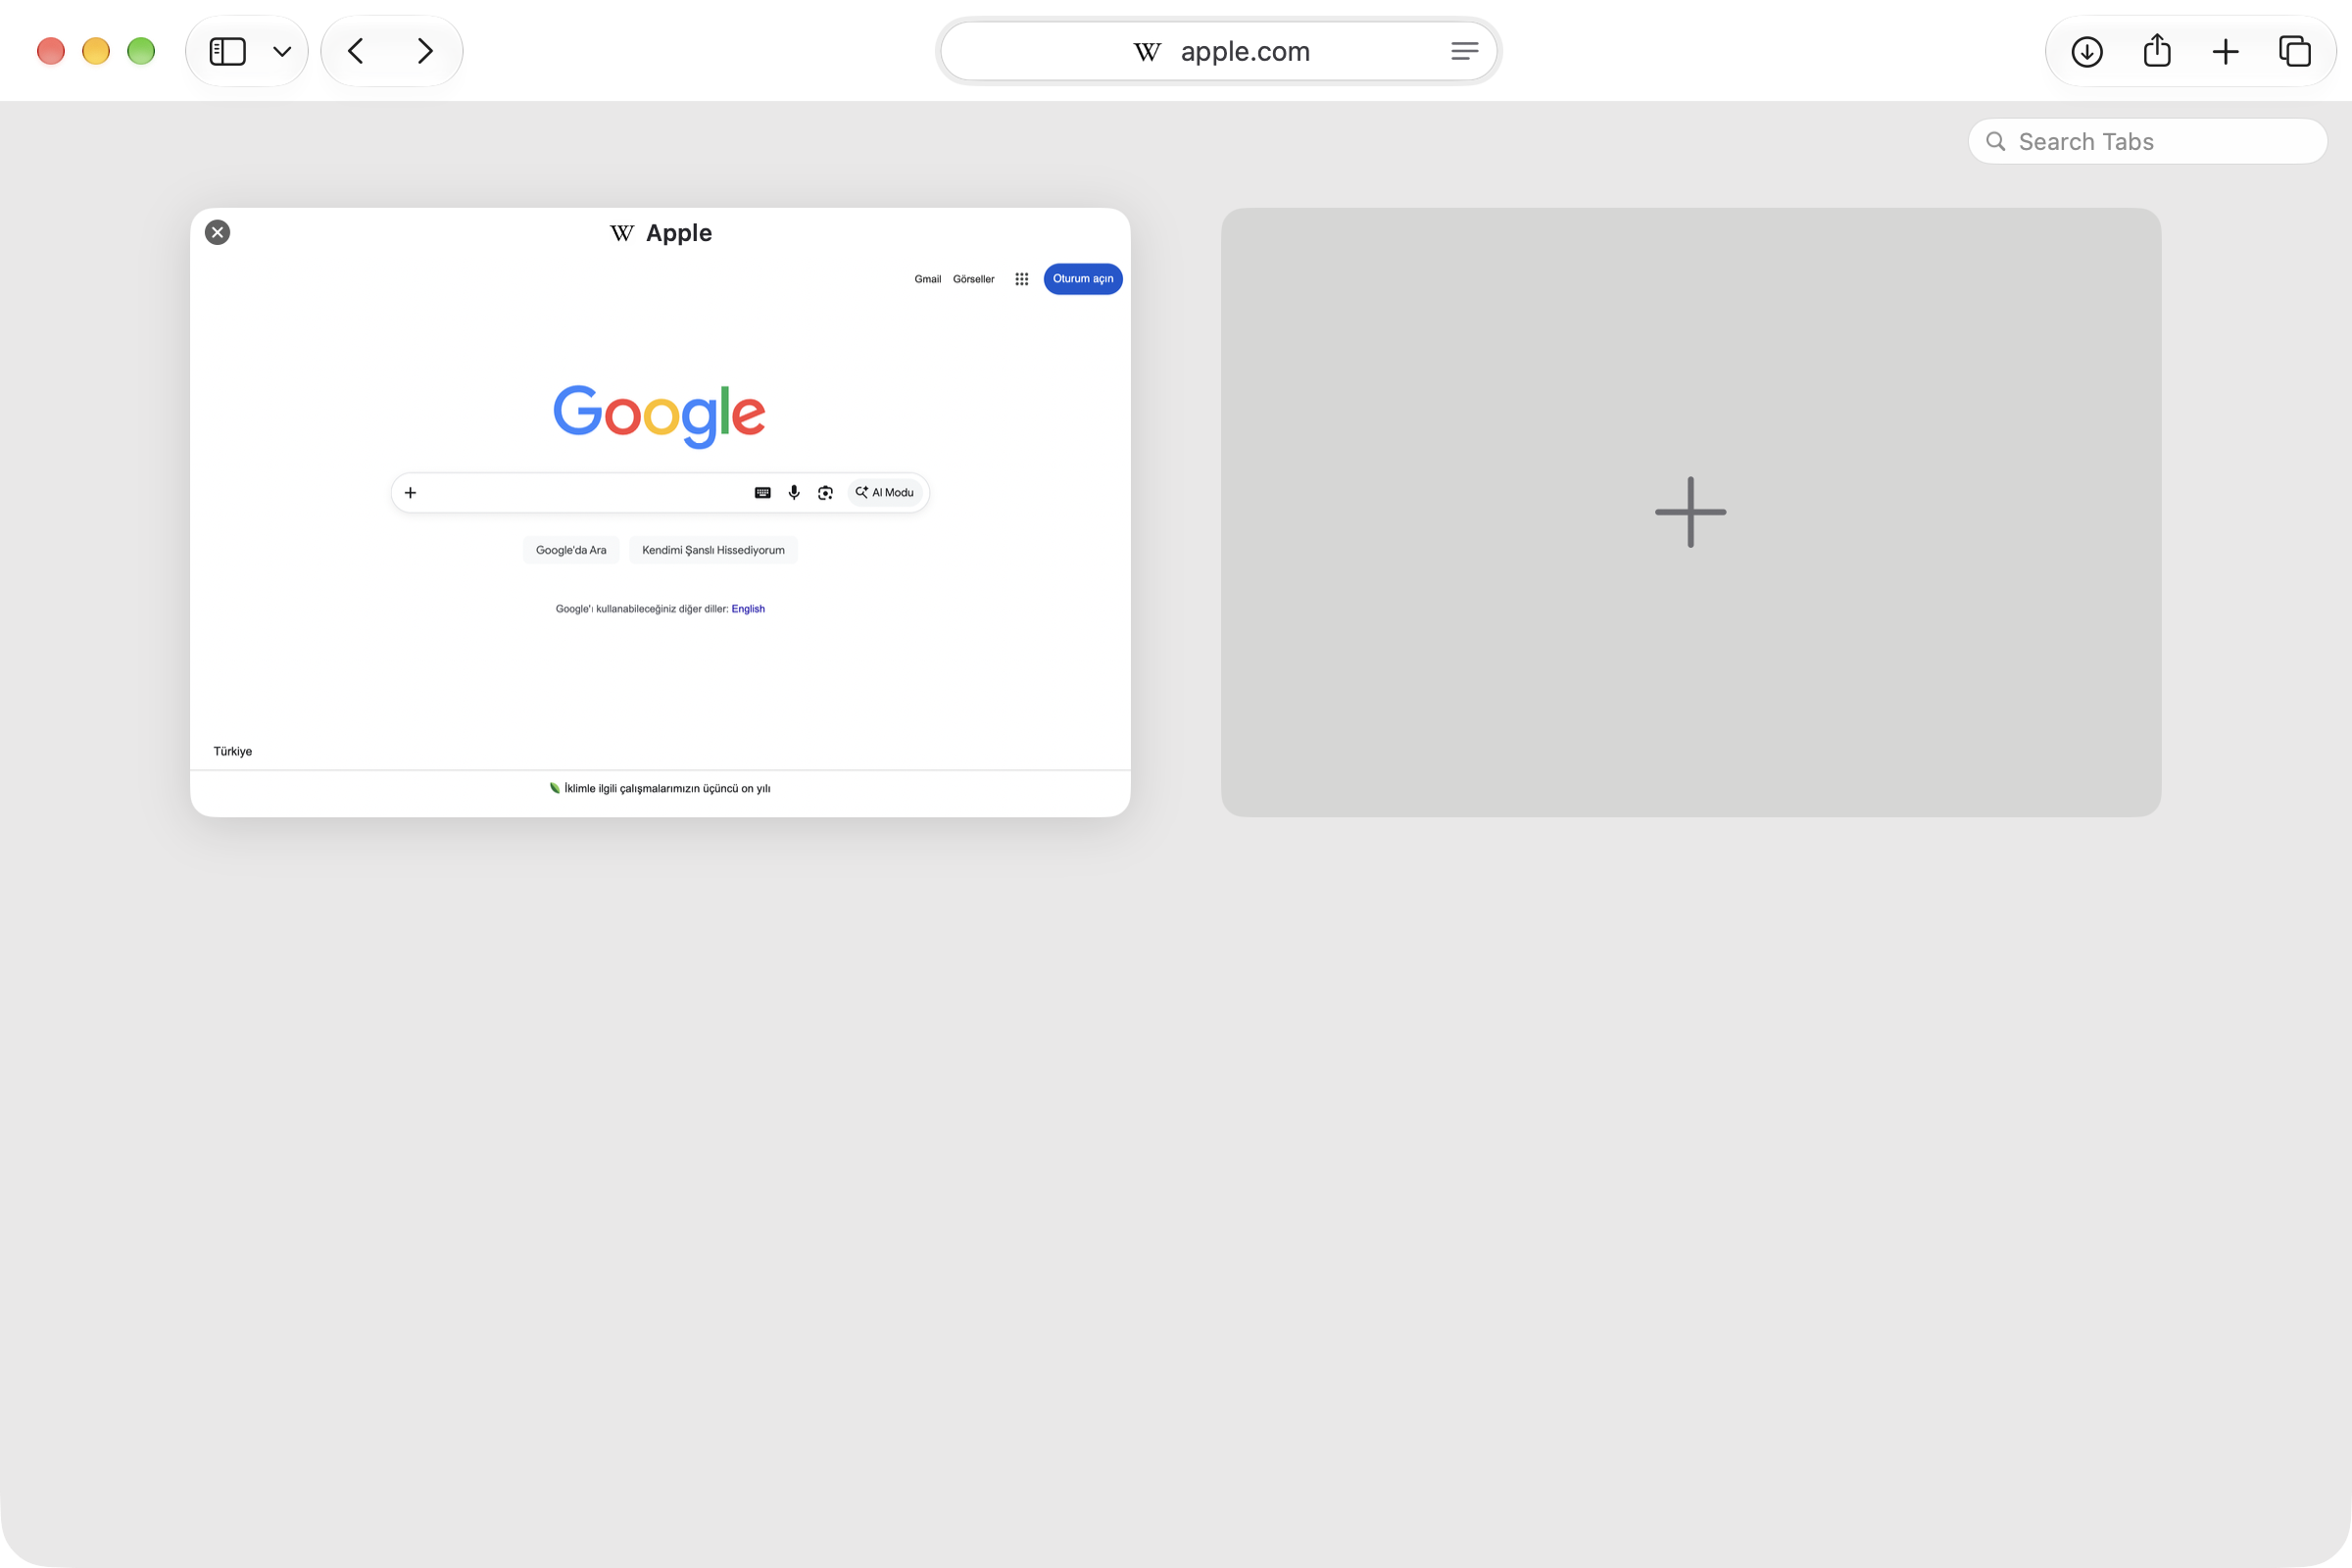 apple.com
Search Tabs
Apple
Gmail Görseller Oturum açın
Google
AI Modu
Google'da Ara Kendimi Şanslı Hissediyorum
Google'ı kullanabileceğiniz diğer diller: English
Türkiye
İklimle ilgili çalışmalarımızın üçüncü on yılı